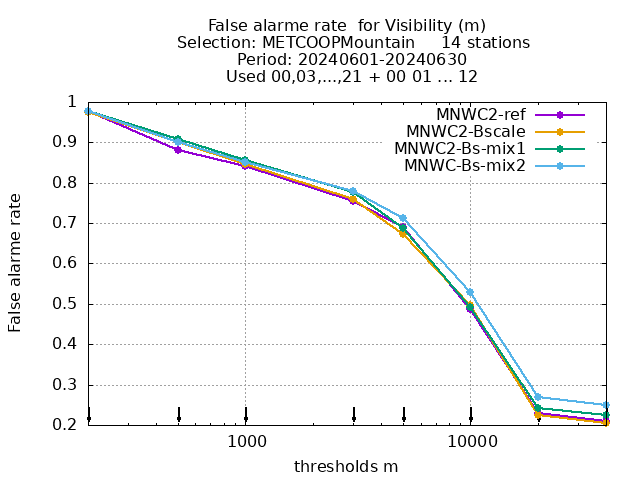 False alarme rate  for Visibility (m)
Selection: METCOOPMountain     14 stations
Period: 20240601-20240630
Used 00,03,...,21 + 00 01 ... 12
MNWC2-ref
MNWC2-Bscale
MNWC2-Bs-mix1
MNWC-Bs-mix2
False alarme rate
1
0.9
0.8
0.7
0.6
0.5
0.4
0.3
0.2
1000
10000
thresholds m